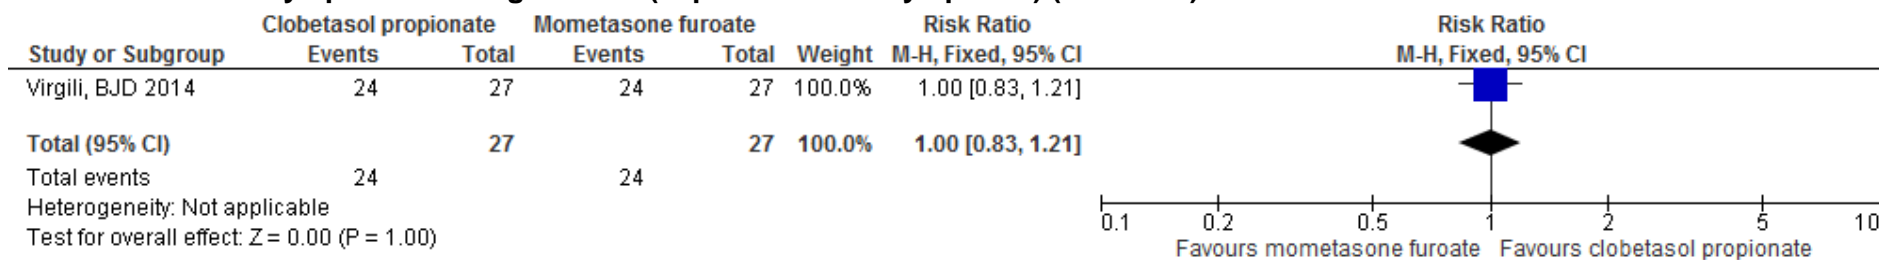 Clobetasol propionate Mometasone furoate Risk Ratio Risk Ratio
Study or Subgroup Events Total Events Total Weight M-H, Fixed, 95% CI M-H, Fixed, 95% CI
Virgili, BJD 2014 24 27 24 27 100.0% 1.00 [0.83, 1.21]
Total (95% CI) 27 27 100.0% 1.00 [0.83, 1.21]
Total events 24 24
Heterogeneity: Not applicable
Test for overall effect: Z = 0.00 (P = 1.00)
0.1 0.2 0.5 1 2 5 10
Favours mometasone furoate Favours clobetasol propionate